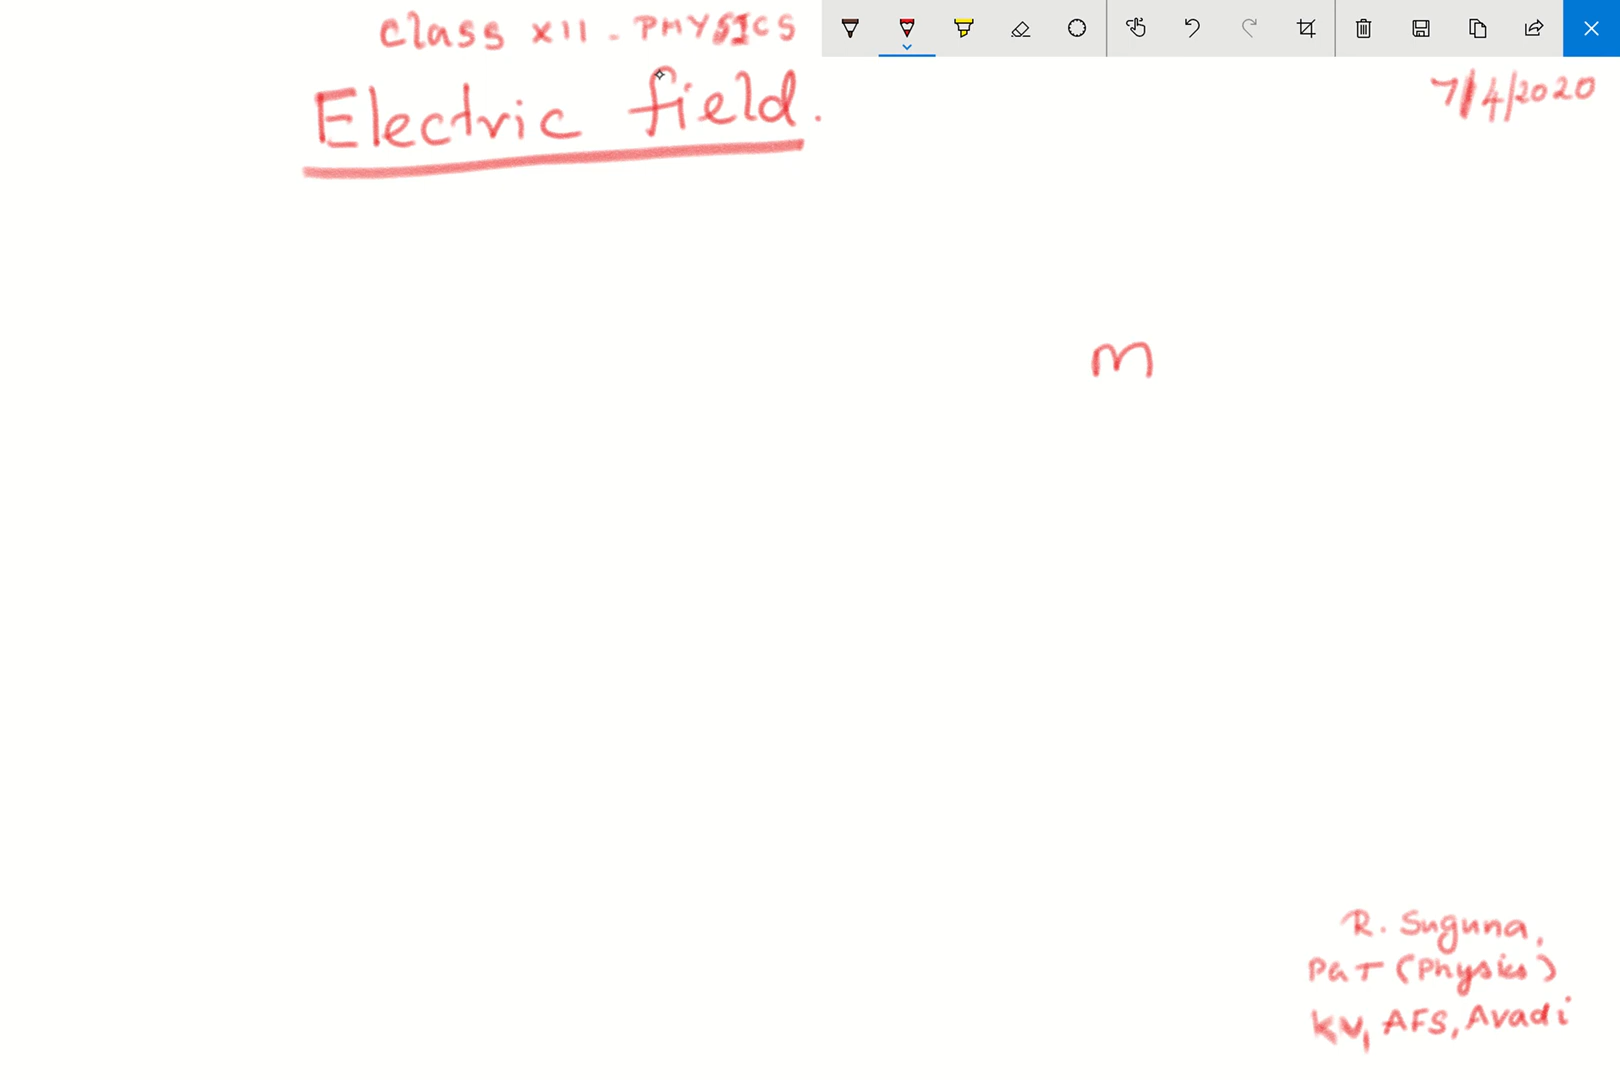 Class XII - PHYSICS
7/4/2020
Electric field.
m
R. Suguna,
PGT (Physics)
KV, AFS, Avadi